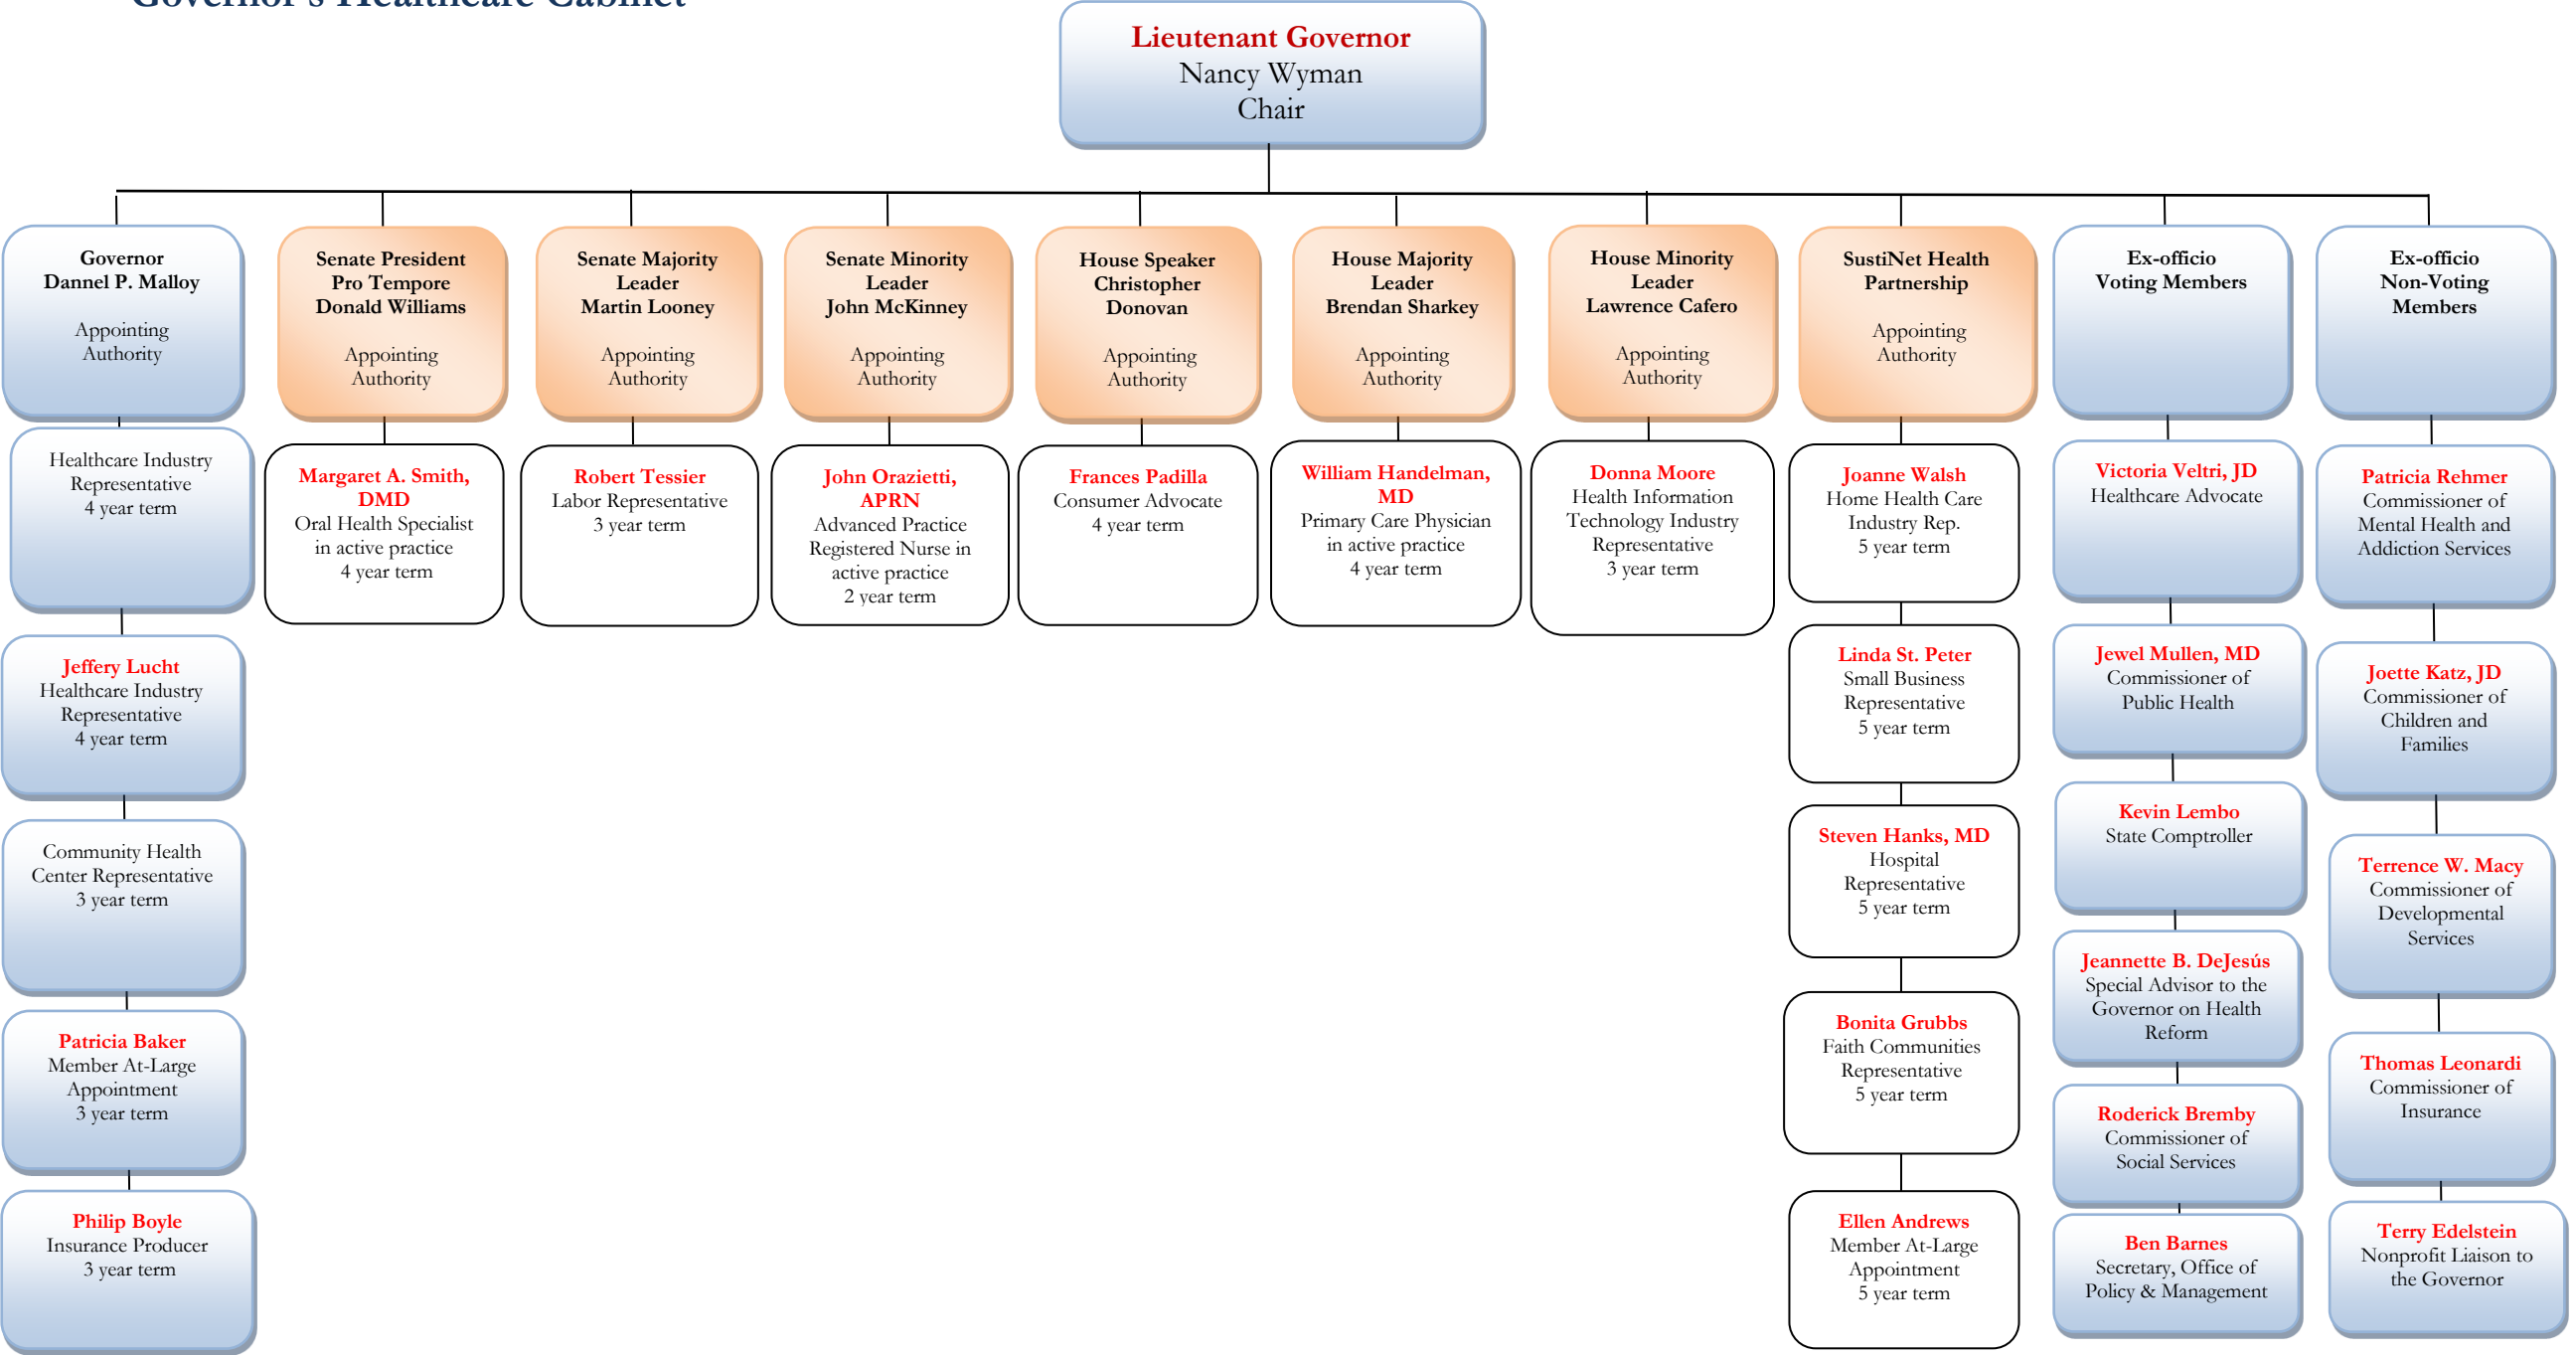 Governor's Healthcare Cabinet
Lieutenant Governor
Nancy Wyman
Chair
Governor
Dannel P. Malloy
Appointing
Authority
Healthcare Industry
Representative
4 year term
Jeffery Lucht
Healthcare Industry
Representative
4 year term
Community Health
Center Representative
3 year term
Patricia Baker
Member At-Large
Appointment
3 year term
Philip Boyle
Insurance Producer
3 year term
Senate President
Pro Tempore
Donald Williams
Appointing
Authority
Margaret A. Smith,
DMD
Oral Health Specialist
in active practice
4 year term
Senate Majority
Leader
Martin Looney
Appointing
Authority
Robert Tessier
Labor Representative
3 year term
Senate Minority
Leader
John McKinney
Appointing
Authority
John Orazietti,
APRN
Advanced Practice
Registered Nurse in
active practice
2 year term
House Speaker
Christopher
Donovan
Appointing
Authority
Frances Padilla
Consumer Advocate
4 year term
House Majority
Leader
Brendan Sharkey
Appointing
Authority
William Handelman,
MD
Primary Care Physician
in active practice
4 year term
House Minority
Leader
Lawrence Cafero
Appointing
Authority
Donna Moore
Health Information
Technology Industry
Representative
3 year term
SustiNet Health
Partnership
Appointing
Authority
Joanne Walsh
Home Health Care
Industry Rep.
5 year term
Linda St. Peter
Small Business
Representative
5 year term
Steven Hanks, MD
Hospital
Representative
5 year term
Bonita Grubbs
Faith Communities
Representative
5 year term
Ellen Andrews
Member At-Large
Appointment
5 year term
Ex-officio
Voting Members
Victoria Veltri, JD
Healthcare Advocate
Jewel Mullen, MD
Commissioner of
Public Health
Kevin Lembo
State Comptroller
Jeannette B. DeJesús
Special Advisor to the
Governor on Health
Reform
Roderick Bremby
Commissioner of
Social Services
Ben Barnes
Secretary, Office of
Policy & Management
Ex-officio
Non-Voting
Members
Patricia Rehmer
Commissioner of
Mental Health and
Addiction Services
Joette Katz, JD
Commissioner of
Children and
Families
Terrence W. Macy
Commissioner of
Developmental
Services
Thomas Leonardi
Commissioner of
Insurance
Terry Edelstein
Nonprofit Liaison to
the Governor